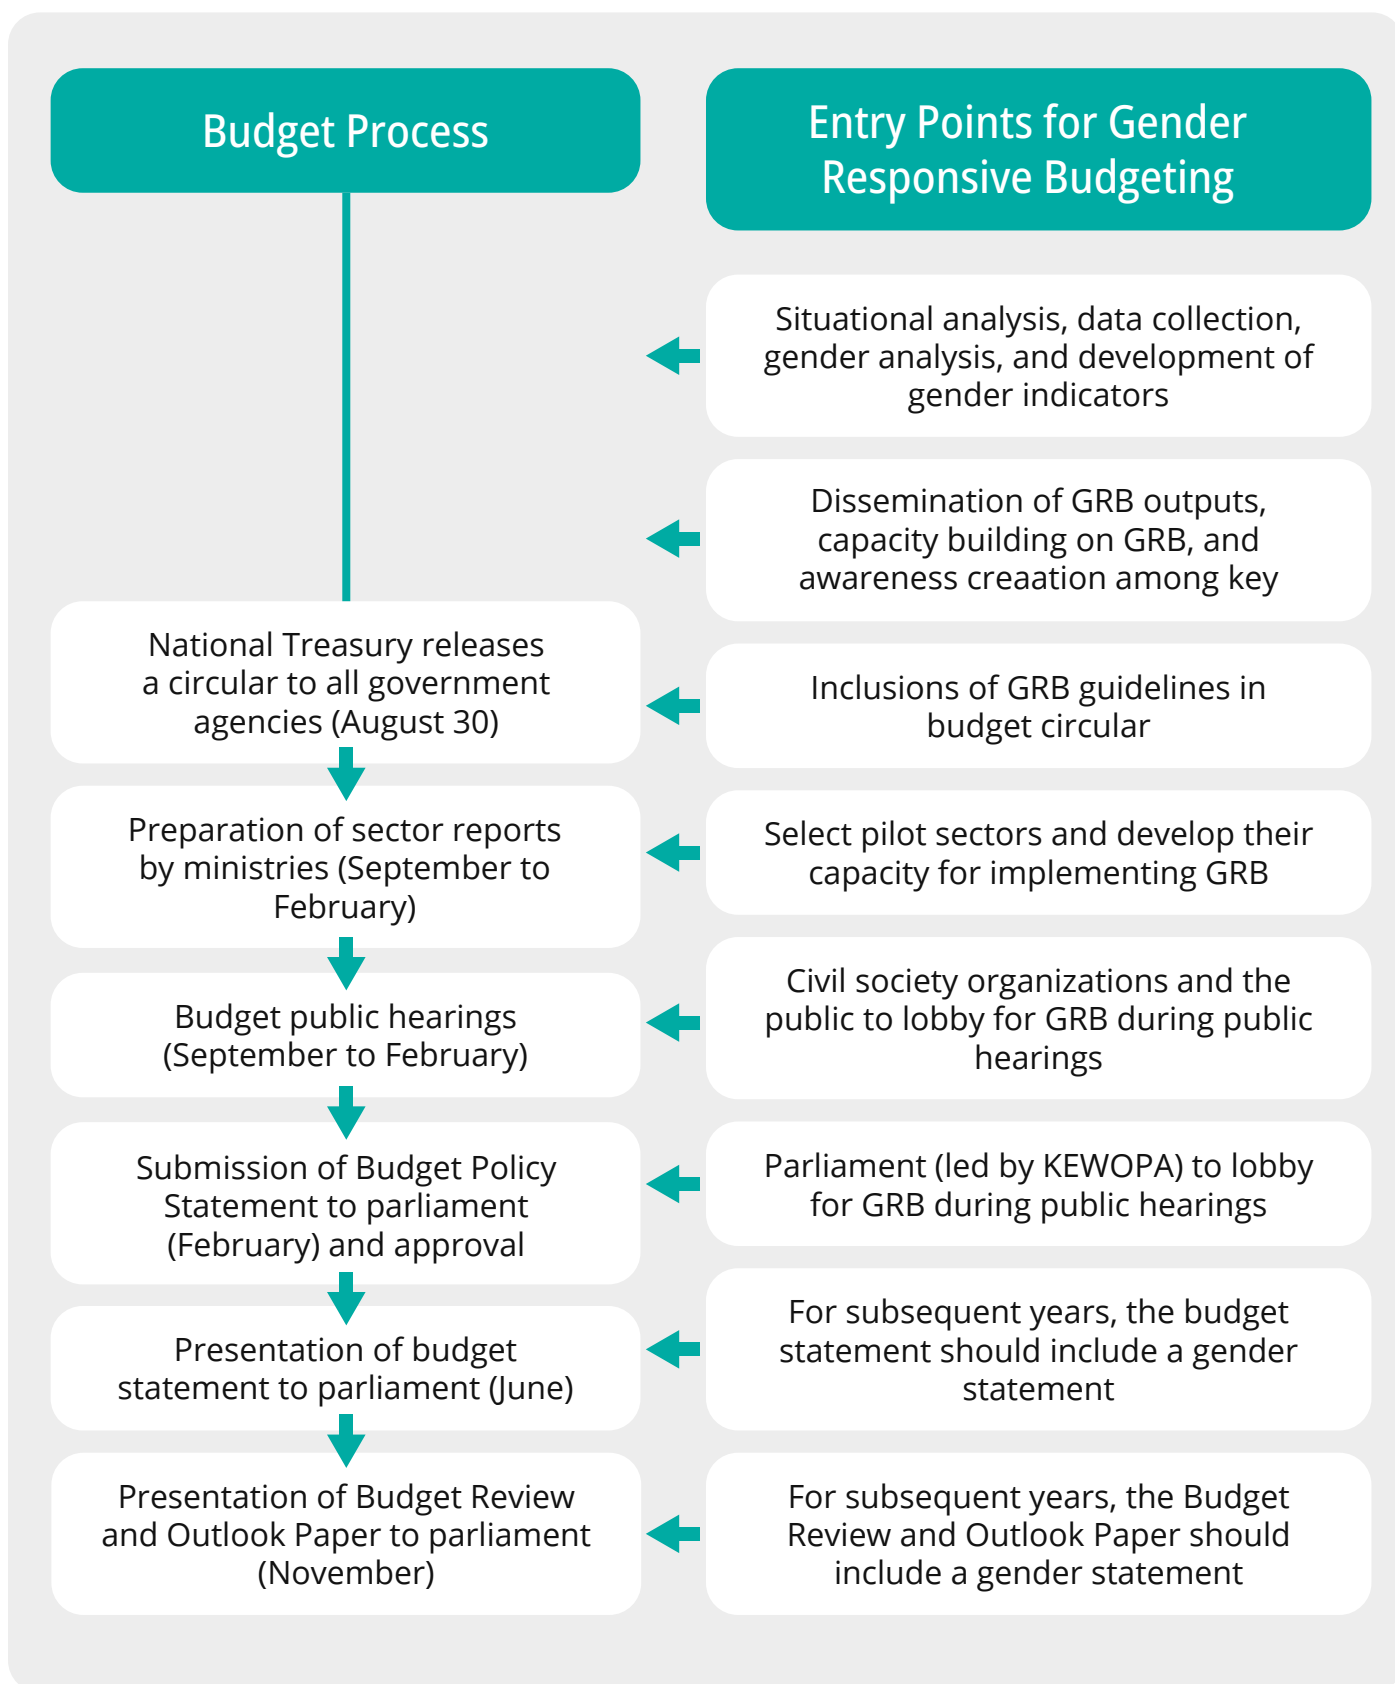 Budget Process
Entry Points for Gender
Responsive Budgeting
Situational analysis, data collection,
gender analysis, and development of
gender indicators
Dissemination of GRB outputs,
capacity building on GRB, and
awareness creaation among key
National Treasury releases
a circular to all government
agencies (August 30)
Inclusions of GRB guidelines in
budget circular
Preparation of sector reports
by ministries (September to
February)
Select pilot sectors and develop their
capacity for implementing GRB
Budget public hearings
(September to February)
Civil society organizations and the
public to lobby for GRB during public
hearings
Submission of Budget Policy
Statement to parliament
(February) and approval
Parliament (led by KEWOPA) to lobby
for GRB during public hearings
Presentation of budget
statement to parliament (June)
For subsequent years, the budget
statement should include a gender
statement
Presentation of Budget Review
and Outlook Paper to parliament
(November)
For subsequent years, the Budget
Review and Outlook Paper should
include a gender statement